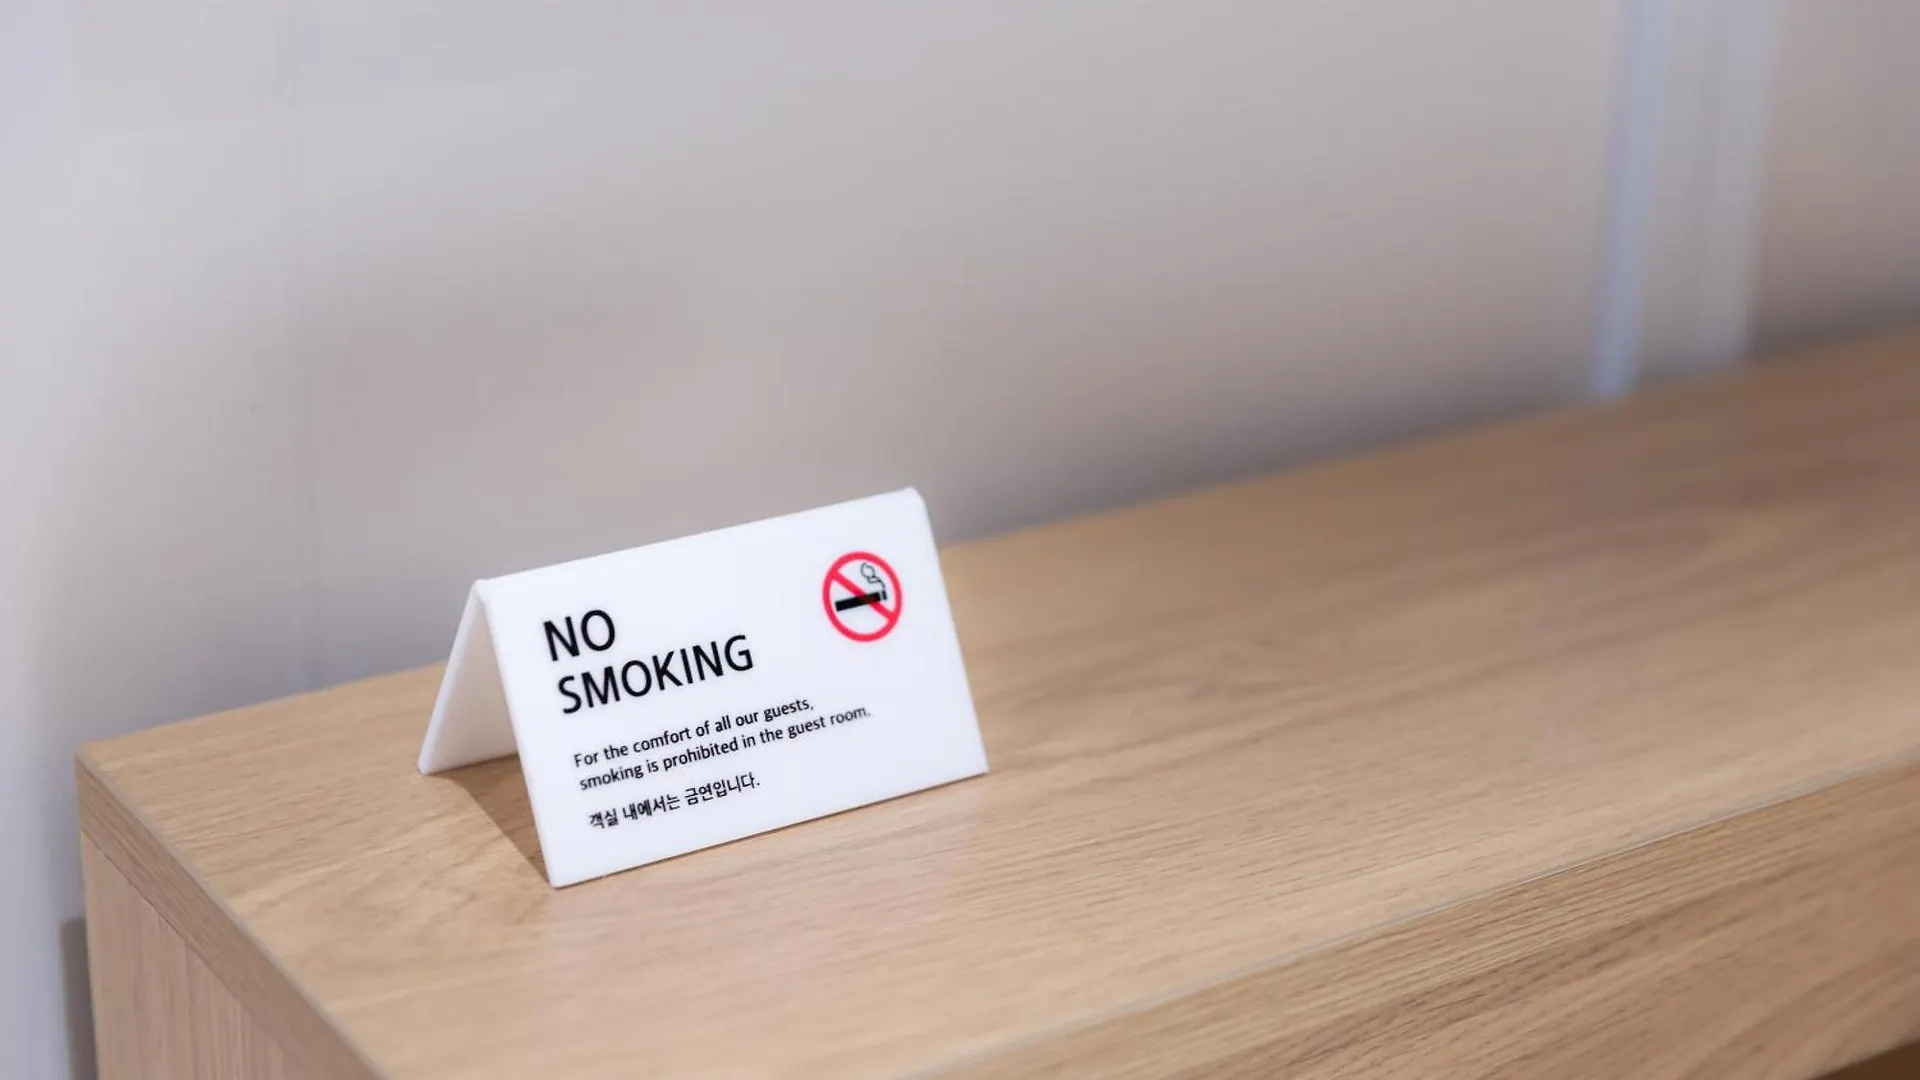 NO
SMOKING
For the comfort of all our guests,
smoking is prohibited in the guest room.
객실 내에서는 금연입니다.